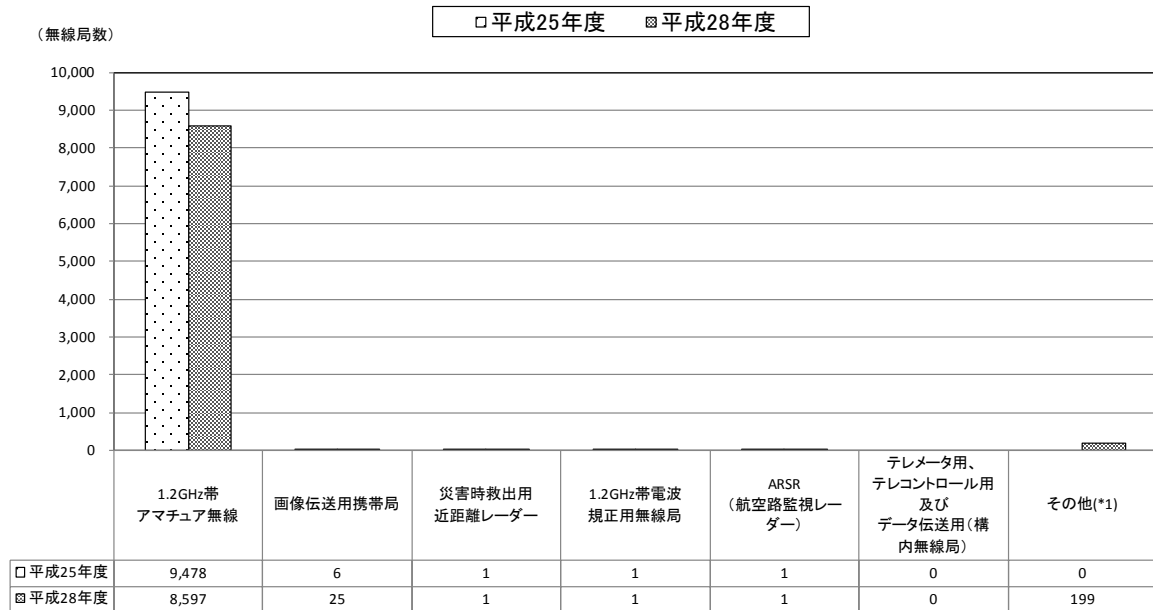 □平成25年度 ▩平成28年度
（無線局数）
10,000
9,000
8,000
7,000
6,000
5,000
4,000
3,000
2,000
1,000
0
1.2GHz帯
アマチュア無線
画像伝送用携帯局
災害時救出用
近距離レーダー
1.2GHz帯電波
規正用無線局
ARSR
（航空路監視レー
ダー）
テレメータ用、
テレコントロール用
及び
データ伝送用（構
内無線局）
その他(*1)
□平成25年度 9,478 6 1 1 1 0 0
▩平成28年度 8,597 25 1 1 1 0 199